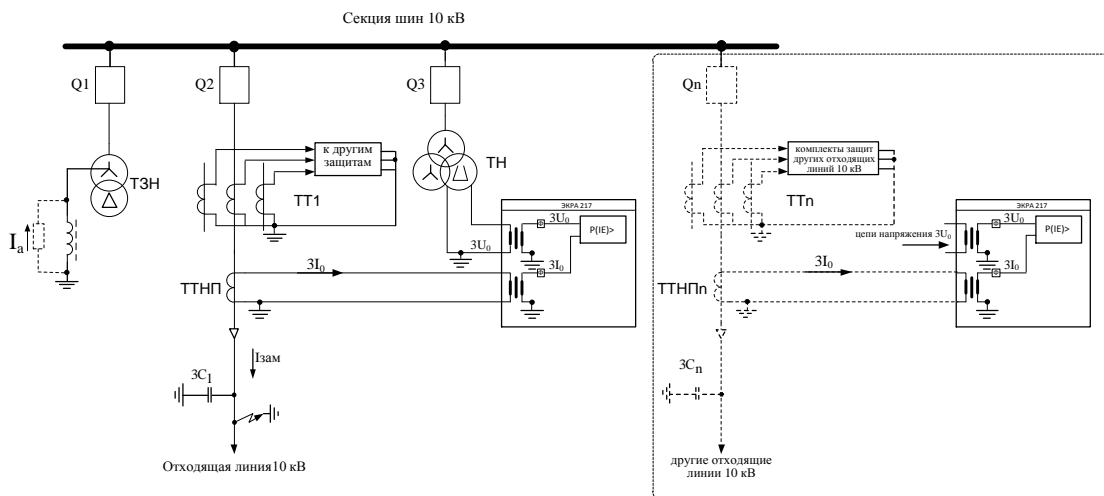 Секция шин 10 кВ
Q1
Q2
Q3
Qn
к другим
защитам
комплекты защит
других отходящих
линий 10 кВ
ТН
ТЗН
ТТ1
ТТn
ЭКРА 217
3U₀
P(IE)>
ЭКРА 217
3U₀
P(IE)>
цепи напряжения 3U₀
Iₐ
3U₀
3I₀
3I₀
3I₀
3I₀
ТТНП
ТТНПn
Iзам
3C₁
3Cₙ
Отходящая линия10 кВ
другие отходящие
линии 10 кВ